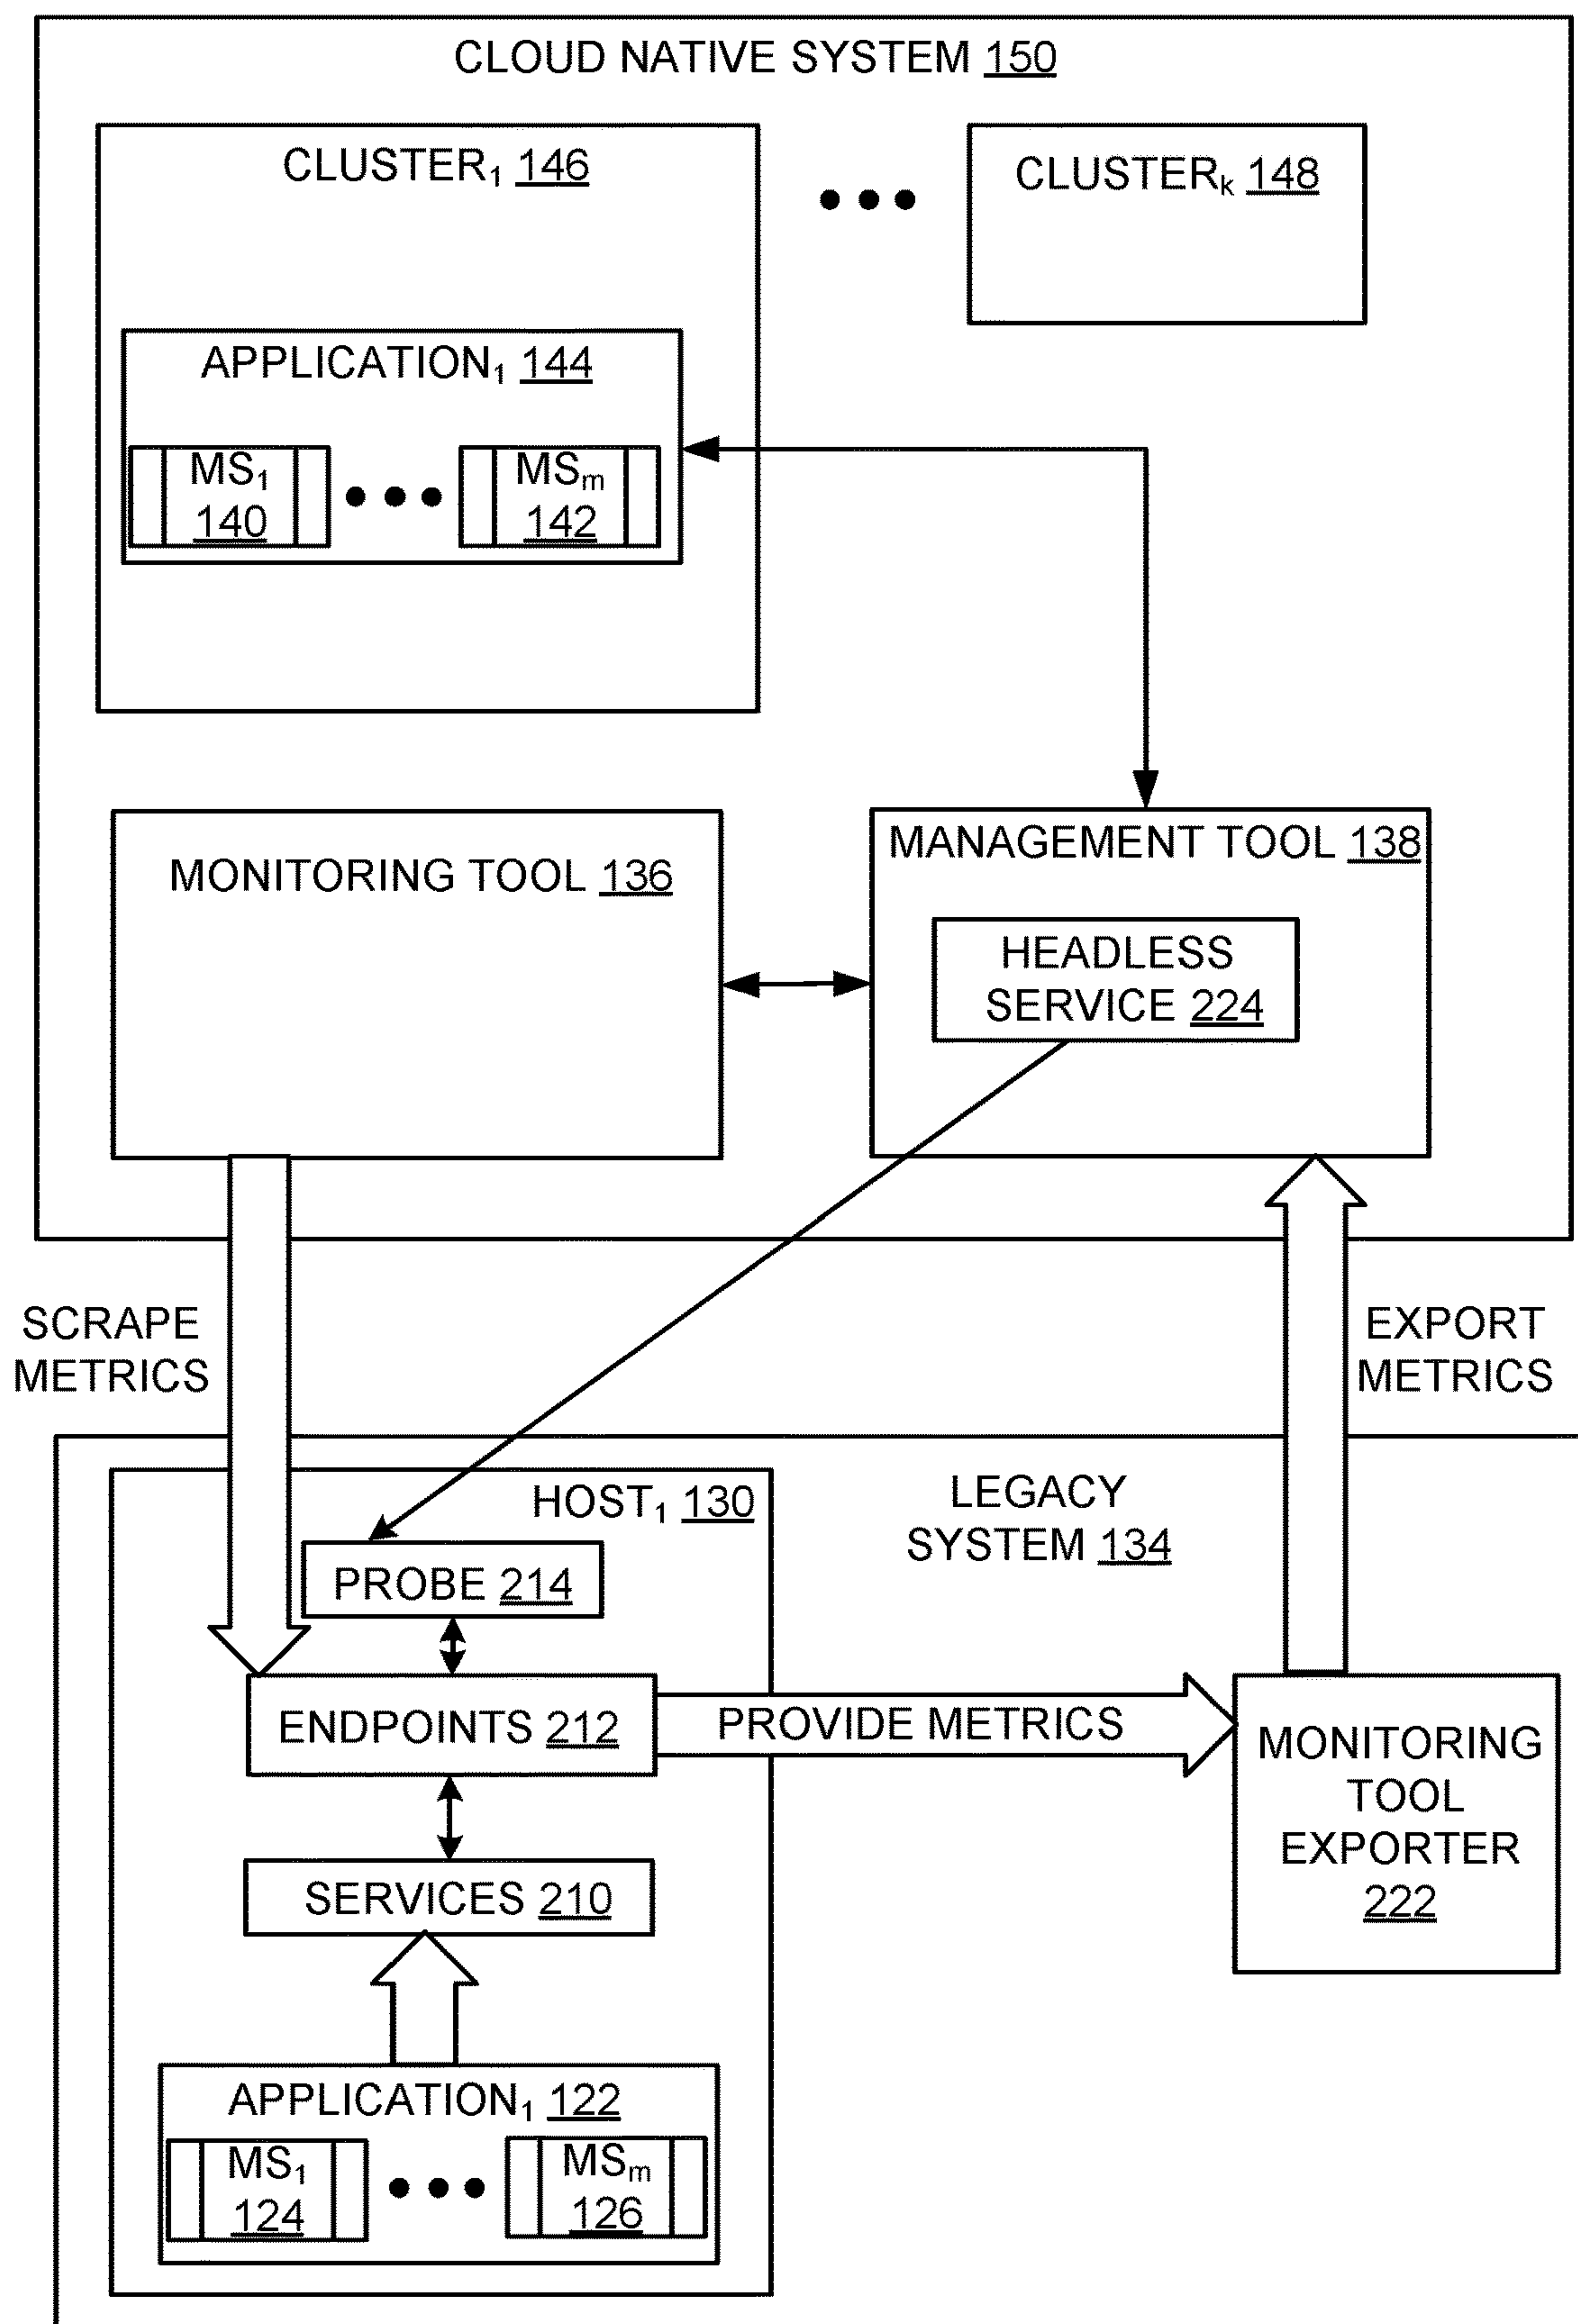 CLOUD NATIVE SYSTEM 150
CLUSTER₁ 146
CLUSTERₖ 148
APPLICATION₁ 144
MS₁
140
MSₘ
142
MONITORING TOOL 136
MANAGEMENT TOOL 138
HEADLESS
SERVICE 224
SCRAPE
METRICS
EXPORT
METRICS
HOST₁ 130
LEGACY
SYSTEM 134
PROBE 214
ENDPOINTS 212
PROVIDE METRICS
MONITORING
TOOL
EXPORTER
222
SERVICES 210
APPLICATION₁ 122
MS₁
124
MSₘ
126